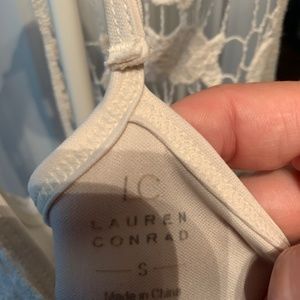 LC
LAUREN
CONRAD
S
Made in China